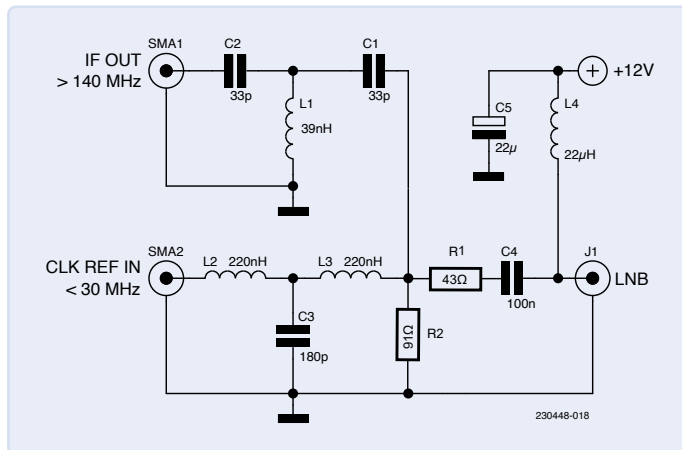 IF OUT
> 140 MHz
SMA1
C2
33p
C1
33p
L1
39nH
+12V
C5
22µ
L4
22µH
CLK REF IN
< 30 MHz
SMA2
L2 220nH
L3 220nH
C3
180p
R1
43Ω
C4
100n
J1
LNB
91Ω
R2
230448-018